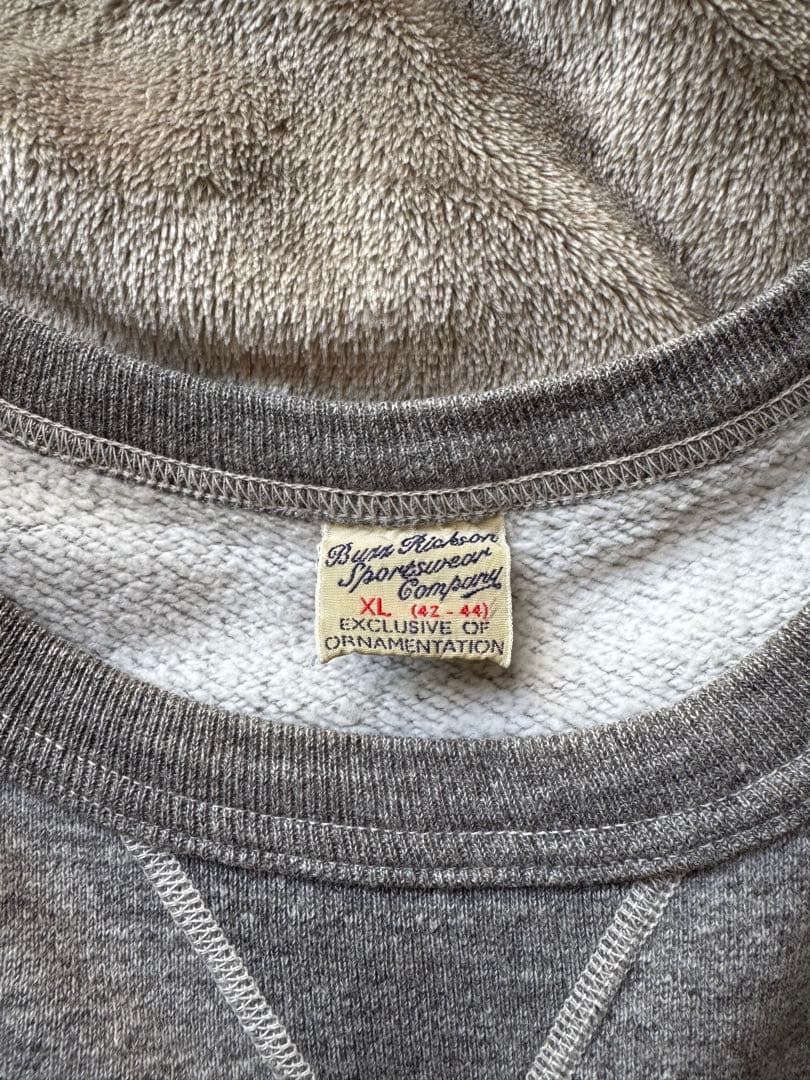 Buzz Rickson
Sportswear
Company
XL (42 - 44)
EXCLUSIVE OF
ORNAMENTATION